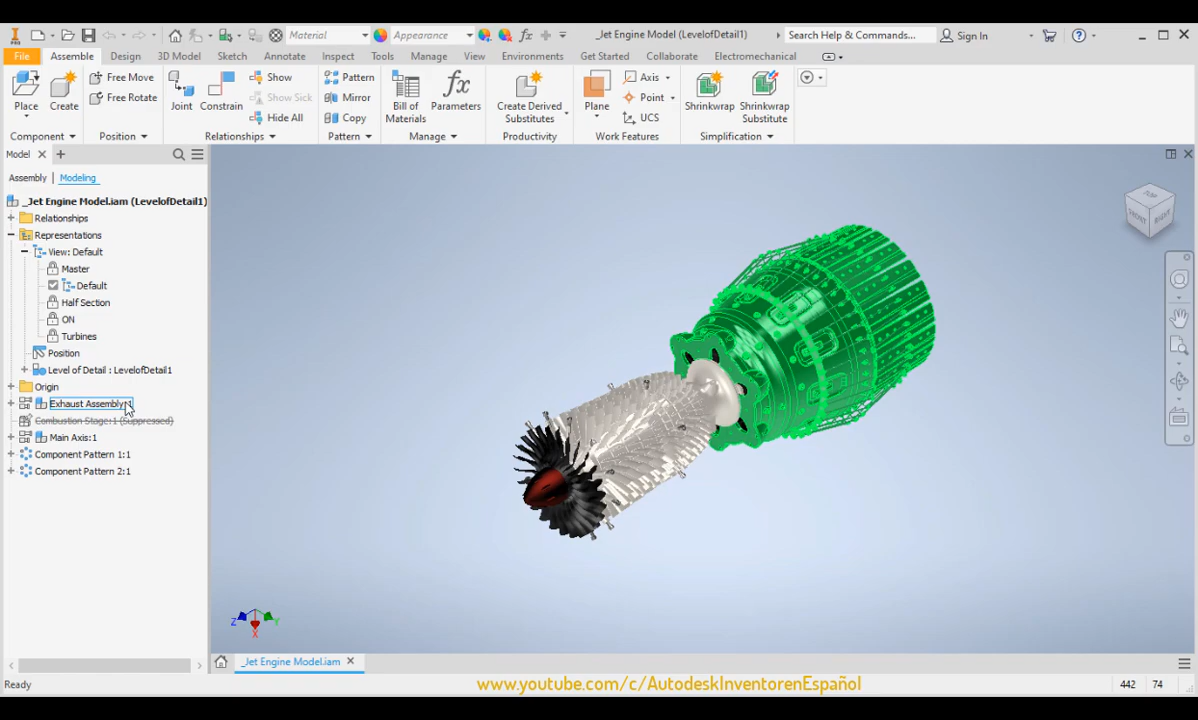 PRO Material Appearance _Jet Engine Model (LevelofDetail1) Search Help & Commands... Sign In
File Assemble Design 3D Model Sketch Annotate Inspect Tools Manage View Environments Get Started Collaborate Electromechanical
Place Create Free Move Free Rotate Joint Constrain Show Show Sick Hide All Pattern Mirror Copy Bill of Materials Parameters Create Derived Substitutes Plane Axis Point UCS Shrinkwrap Shrinkwrap Substitute
Component Position Relationships Pattern Manage Productivity Work Features Simplification
Model
Assembly Modeling
_Jet Engine Model.iam (LevelofDetail1)
Relationships
Representations
View: Default
Master
Default
Half Section
ON
Turbines
Position
Level of Detail : LevelofDetail1
Origin
Exhaust Assembly:1
Combustion Stage:1 (Suppressed)
Main Axis:1
Component Pattern 1:1
Component Pattern 2:1
TOP
FRONT RIGHT
Z Y
X
_Jet Engine Model.iam
Ready www.youtube.com/c/AutodeskInventorenEspañol 442 74